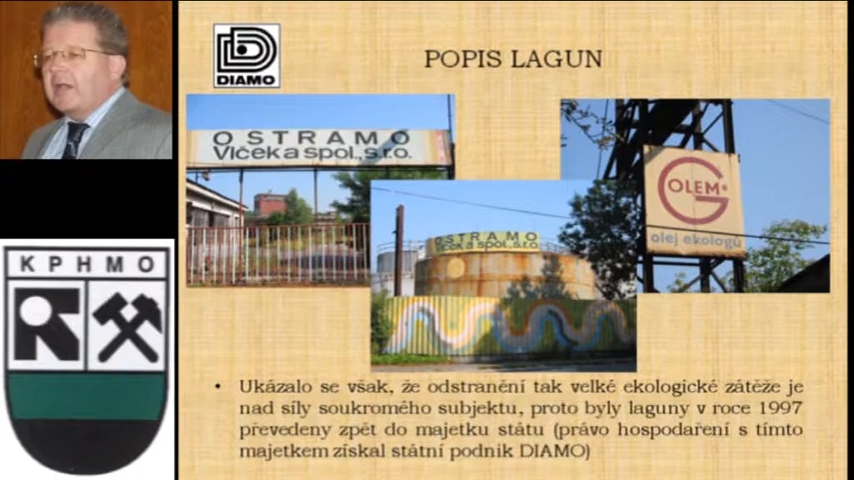 DIAMO
POPIS LAGUN
OSTRAMO
Vlček a spol., s.r.o.
OLEM
olej ekologů
OSTRAMO
Vlček a spol., s.r.o.
KPHMO
• Ukázalo se však, že odstranění tak velké ekologické zátěže je
nad síly soukromého subjektu, proto byly laguny v roce 1997
převedeny zpět do majetku státu (právo hospodaření s tímto
majetkem získal státní podnik DIAMO)